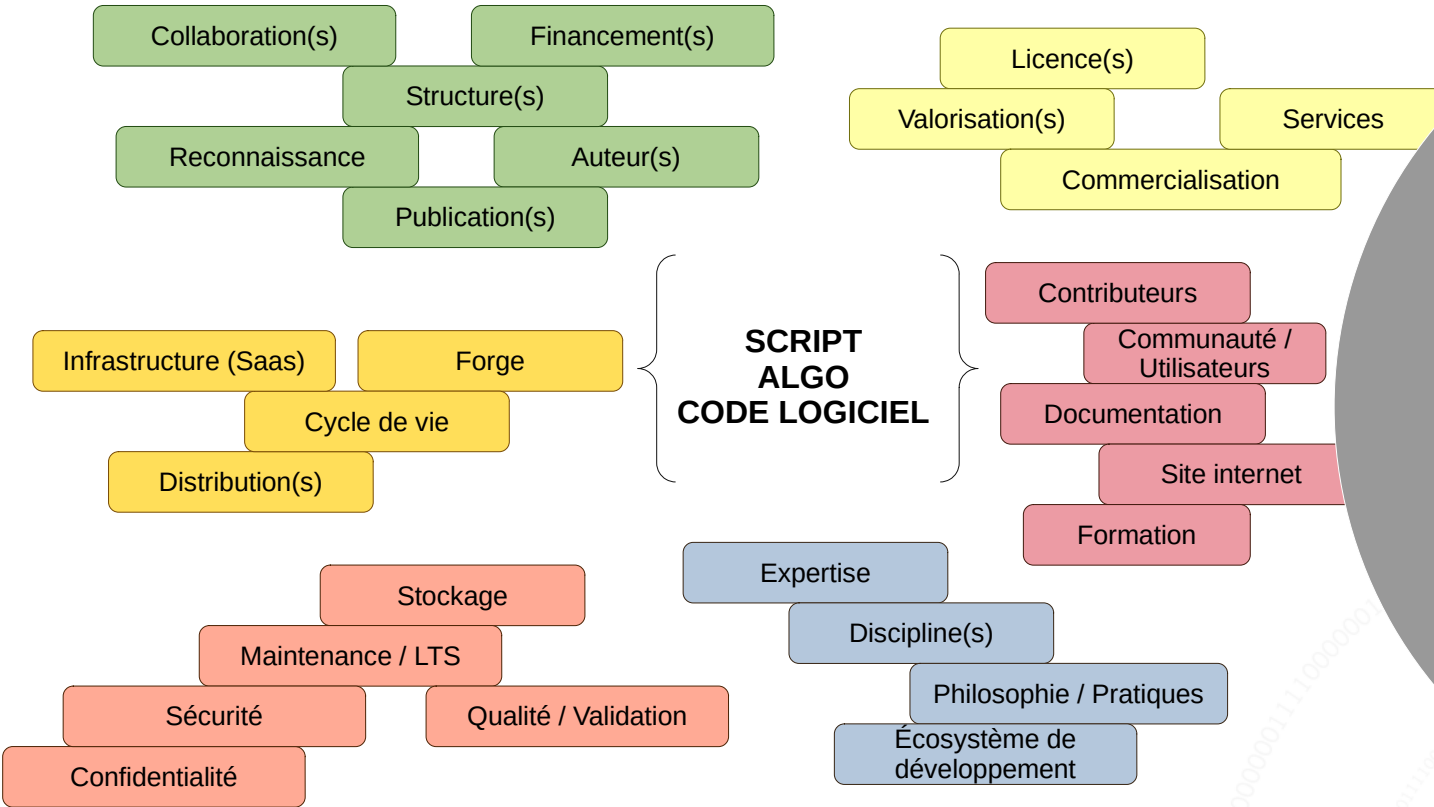 Collaboration(s)
Financement(s)
Structure(s)
Reconnaissance
Auteur(s)
Publication(s)
Licence(s)
Valorisation(s)
Services
Commercialisation
Infrastructure (Saas)
Forge
Cycle de vie
Distribution(s)
SCRIPT
ALGO
CODE LOGICIEL
Contributeurs
Communauté /
Utilisateurs
Documentation
Site internet
Formation
Stockage
Maintenance / LTS
Sécurité
Qualité / Validation
Confidentialité
Expertise
Discipline(s)
Philosophie / Pratiques
Écosystème de
développement